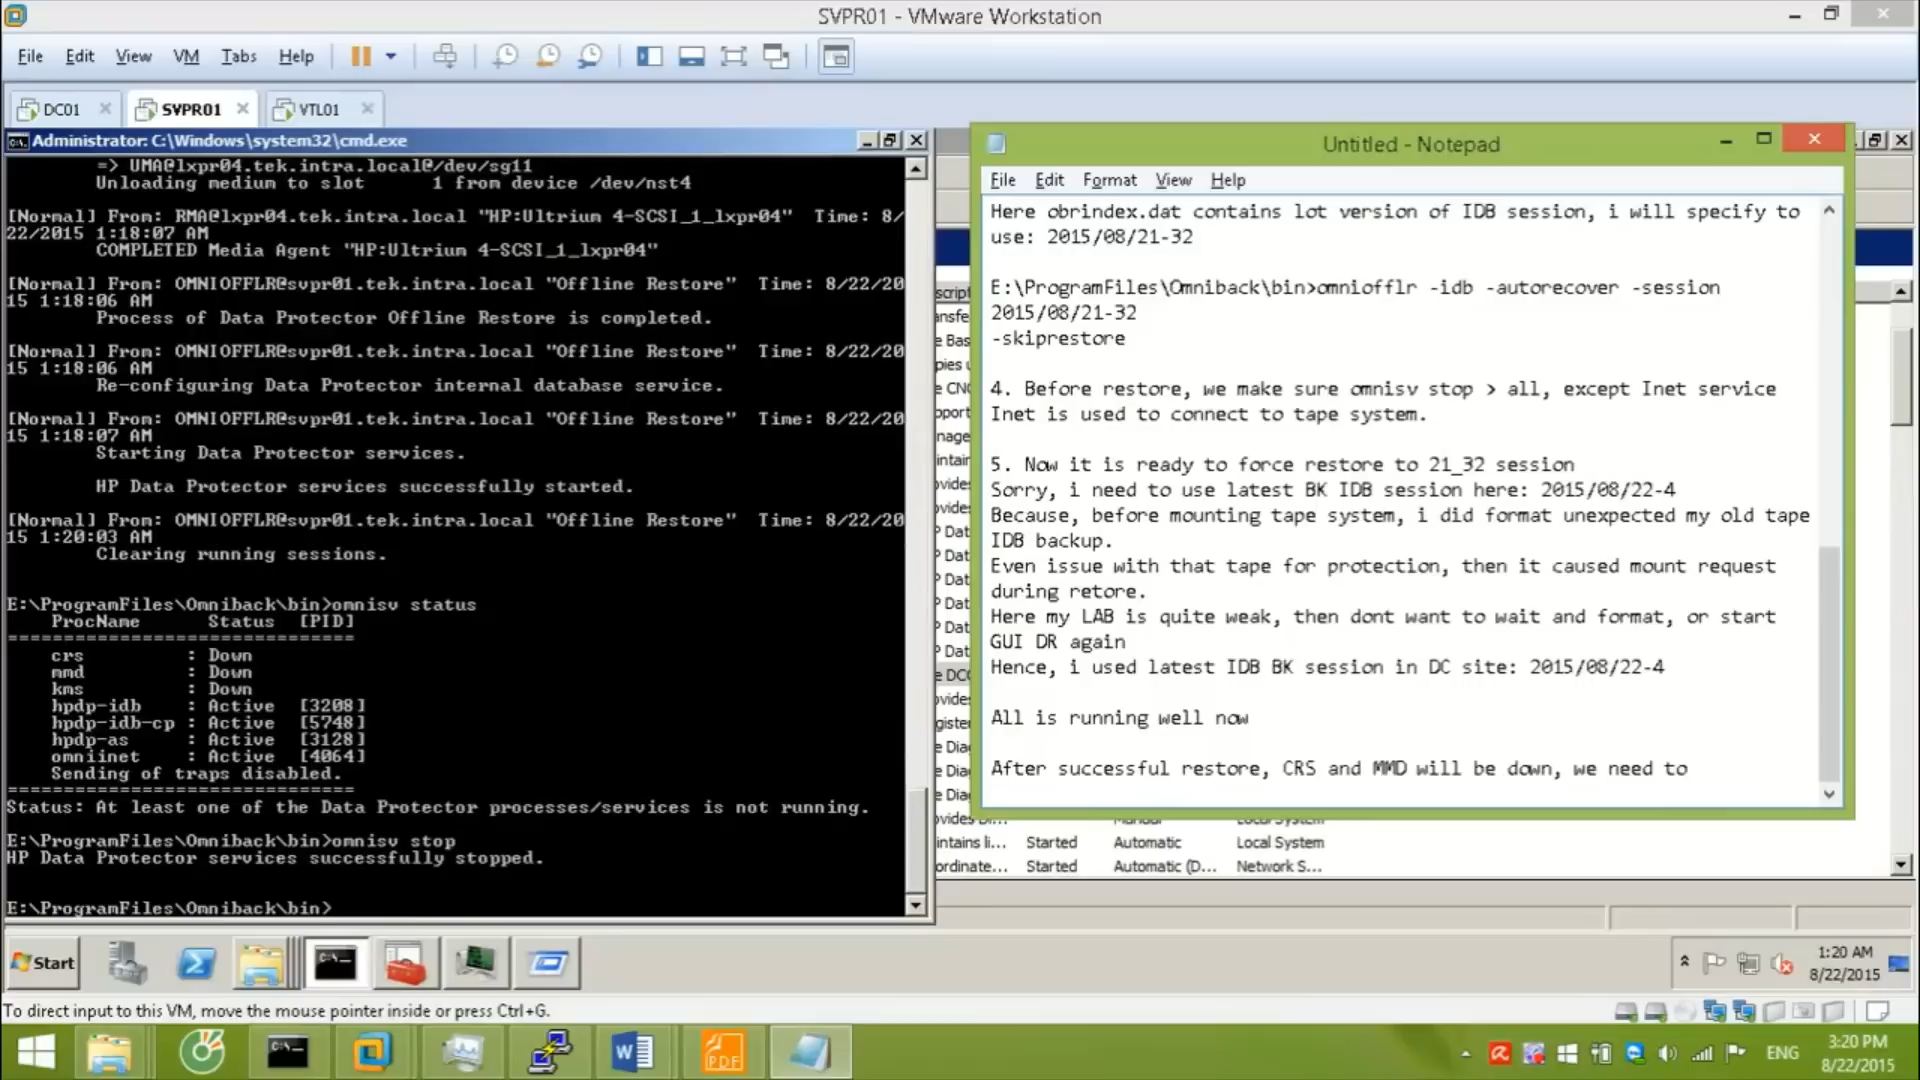 SVPR01 - VMware Workstation
File Edit View VM Tabs Help
DC01 SVPR01 VTL01
Administrator: C:\Windows\system32\cmd.exe
=> UMA@lxpr04.tek.intra.local@/dev/sg11
Unloading medium to slot 1 from device /dev/nst4
[Normal] From: RMA@lxpr04.tek.intra.local "HP:Ultrium 4-SCSI_1_lxpr04" Time: 8/
22/2015 1:18:07 AM
COMPLETED Media Agent "HP:Ultrium 4-SCSI_1_lxpr04"
[Normal] From: OMNIOFFLR@svpr01.tek.intra.local "Offline Restore" Time: 8/22/20
15 1:18:06 AM
Process of Data Protector Offline Restore is completed.
[Normal] From: OMNIOFFLR@svpr01.tek.intra.local "Offline Restore" Time: 8/22/20
15 1:18:06 AM
Re-configuring Data Protector internal database service.
[Normal] From: OMNIOFFLR@svpr01.tek.intra.local "Offline Restore" Time: 8/22/20
15 1:18:07 AM
Starting Data Protector services.
HP Data Protector services successfully started.
[Normal] From: OMNIOFFLR@svpr01.tek.intra.local "Offline Restore" Time: 8/22/20
15 1:20:03 AM
Clearing running sessions.
E:\ProgramFiles\Omniback\bin>omnisv status
ProcName Status [PID]
===============================
crs : Down
mmd : Down
kms : Down
hpdp-idb : Active [3208]
hpdp-idb-cp : Active [5748]
hpdp-as : Active [3128]
omniinet : Active [4064]
Sending of traps disabled.
===============================
Status: At least one of the Data Protector processes/services is not running.
E:\ProgramFiles\Omniback\bin>omnisv stop
HP Data Protector services successfully stopped.
E:\ProgramFiles\Omniback\bin>
Untitled - Notepad
File Edit Format View Help
Here obrindex.dat contains lot version of IDB session, i will specify to
use: 2015/08/21-32
E:\ProgramFiles\Omniback\bin>omniofflr -idb -autorecover -session
2015/08/21-32
-skiprestore
4. Before restore, we make sure omnisv stop > all, except Inet service
Inet is used to connect to tape system.
5. Now it is ready to force restore to 21_32 session
Sorry, i need to use latest BK IDB session here: 2015/08/22-4
Because, before mounting tape system, i did format unexpected my old tape
IDB backup.
Even issue with that tape for protection, then it caused mount request
during retore.
Here my LAB is quite weak, then dont want to wait and format, or start
GUI DR again
Hence, i used latest IDB BK session in DC site: 2015/08/22-4
All is running well now
After successful restore, CRS and MMD will be down, we need to
intains li... Started Automatic Local System
ordinate... Started Automatic (D... Network S...
Start
1:20 AM
8/22/2015
To direct input to this VM, move the mouse pointer inside or press Ctrl+G.
ENG
3:20 PM
8/22/2015